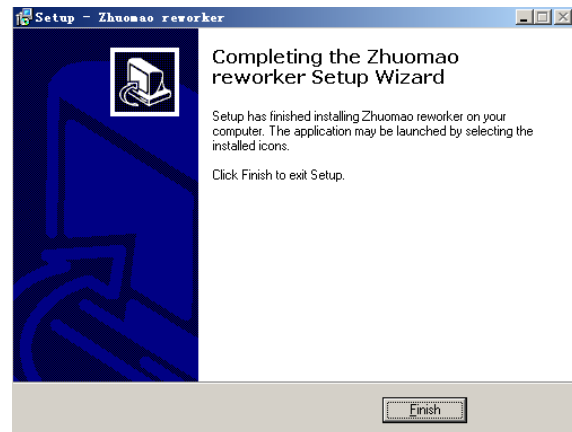 Setup - Zhuomao reworker
Completing the Zhuomao
reworker Setup Wizard
Setup has finished installing Zhuomao reworker on your
computer. The application may be launched by selecting the
installed icons.
Click Finish to exit Setup.
Finish